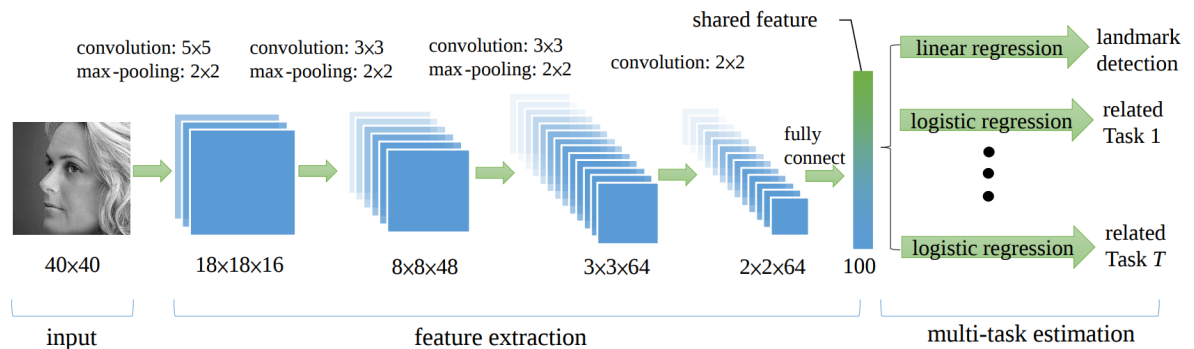 shared feature
convolution: 5×5
max-pooling: 2×2
convolution: 3×3
max-pooling: 2×2
convolution: 3×3
max-pooling: 2×2
convolution: 2×2
fully
connect
linear regression
landmark
detection
logistic regression
related
Task 1
logistic regression
related
Task T
40×40
18×18×16
8×8×48
3×3×64
2×2×64
100
input
feature extraction
multi-task estimation